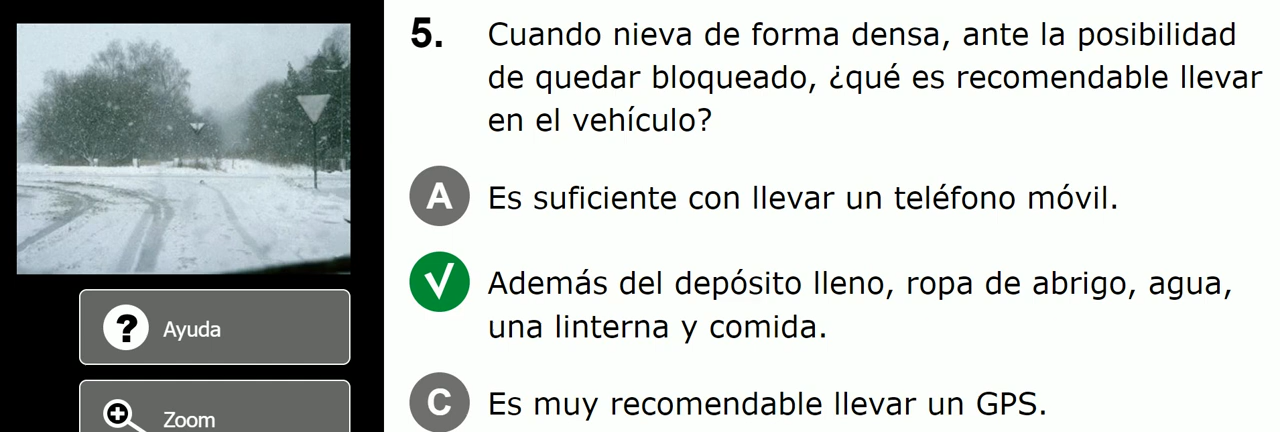 5. Cuando nieva de forma densa, ante la posibilidad
de quedar bloqueado, ¿qué es recomendable llevar
en el vehículo?
A Es suficiente con llevar un teléfono móvil.
Además del depósito lleno, ropa de abrigo, agua,
una linterna y comida.
C Es muy recomendable llevar un GPS.
? Ayuda
Zoom